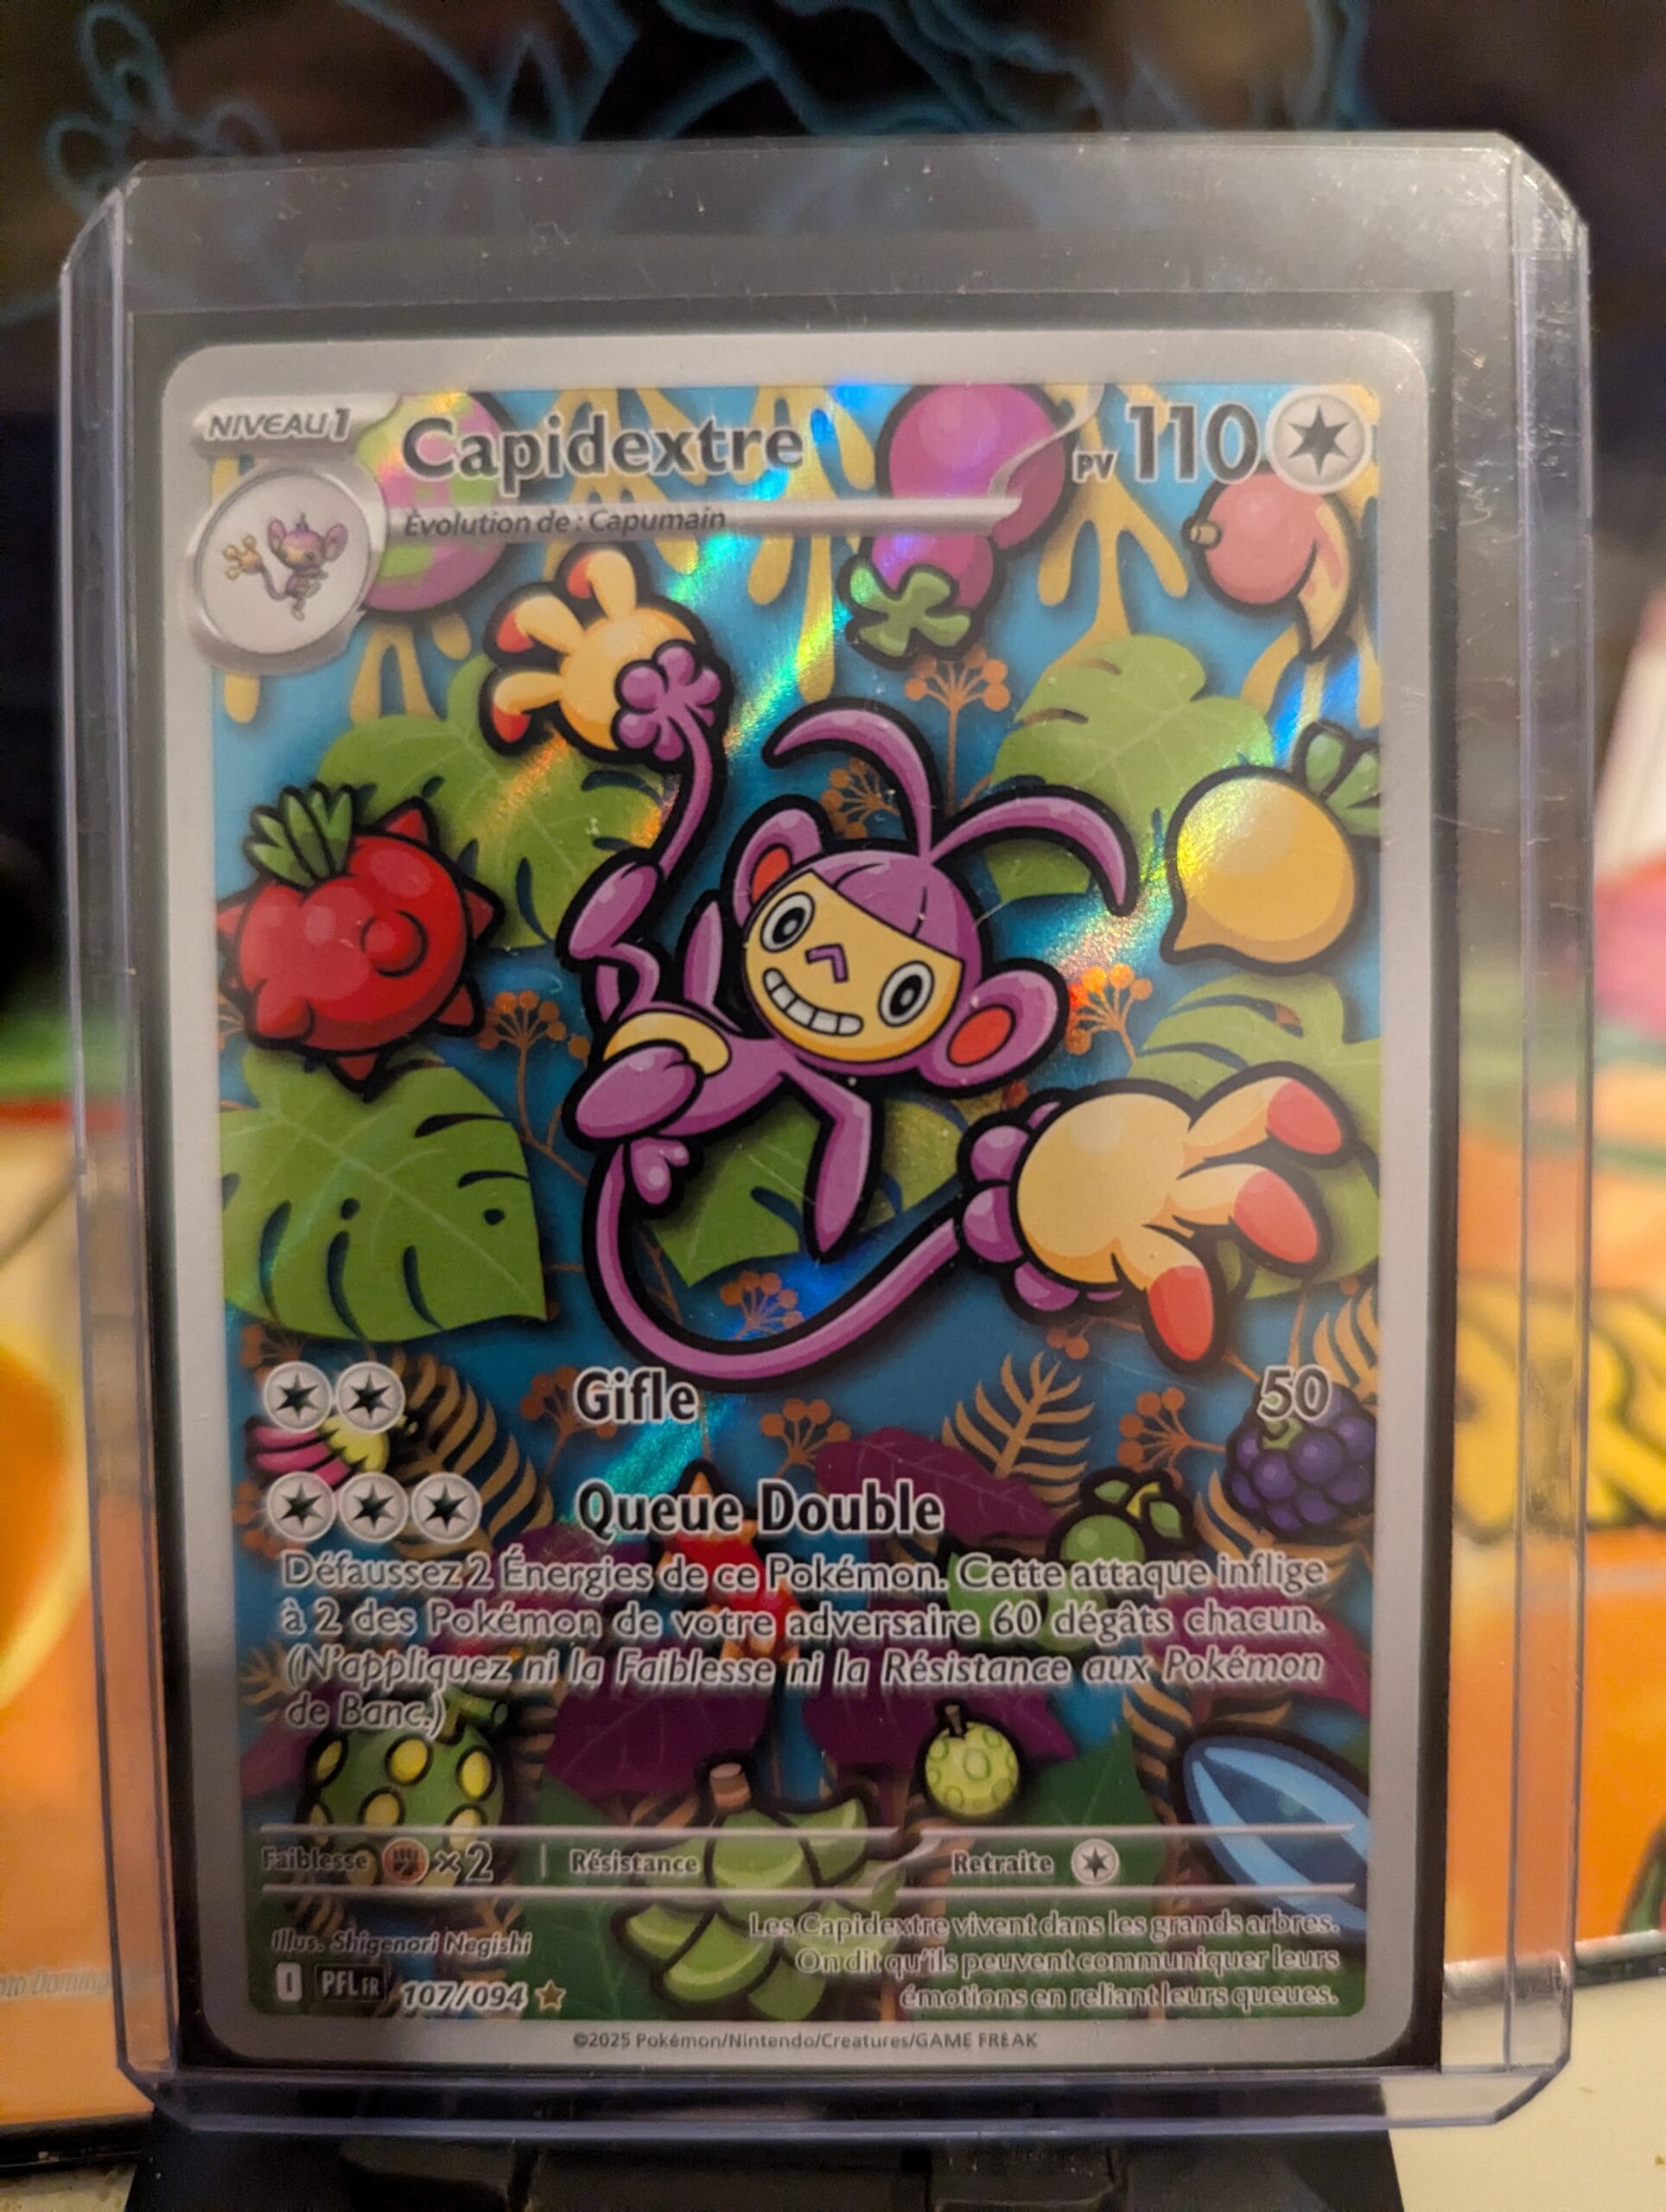 NIVEAU 1
Capidextre
PV 110
Évolution de : Capumain
Gifle 50
Queue Double
Défaussez 2 Énergies de ce Pokémon. Cette attaque inflige
à 2 des Pokémon de votre adversaire 60 dégâts chacun.
(N'appliquez ni la Faiblesse ni la Résistance aux Pokémon
de Banc.)
Faiblesse ×2 Résistance Retraite
Illus. Shigenori Negishi
Les Capidextre vivent dans les grands arbres.
On dit qu'ils peuvent communiquer leurs
émotions en reliant leurs queues.
I PFL FR 107/094
©2025 Pokémon/Nintendo/Creatures/GAME FREAK